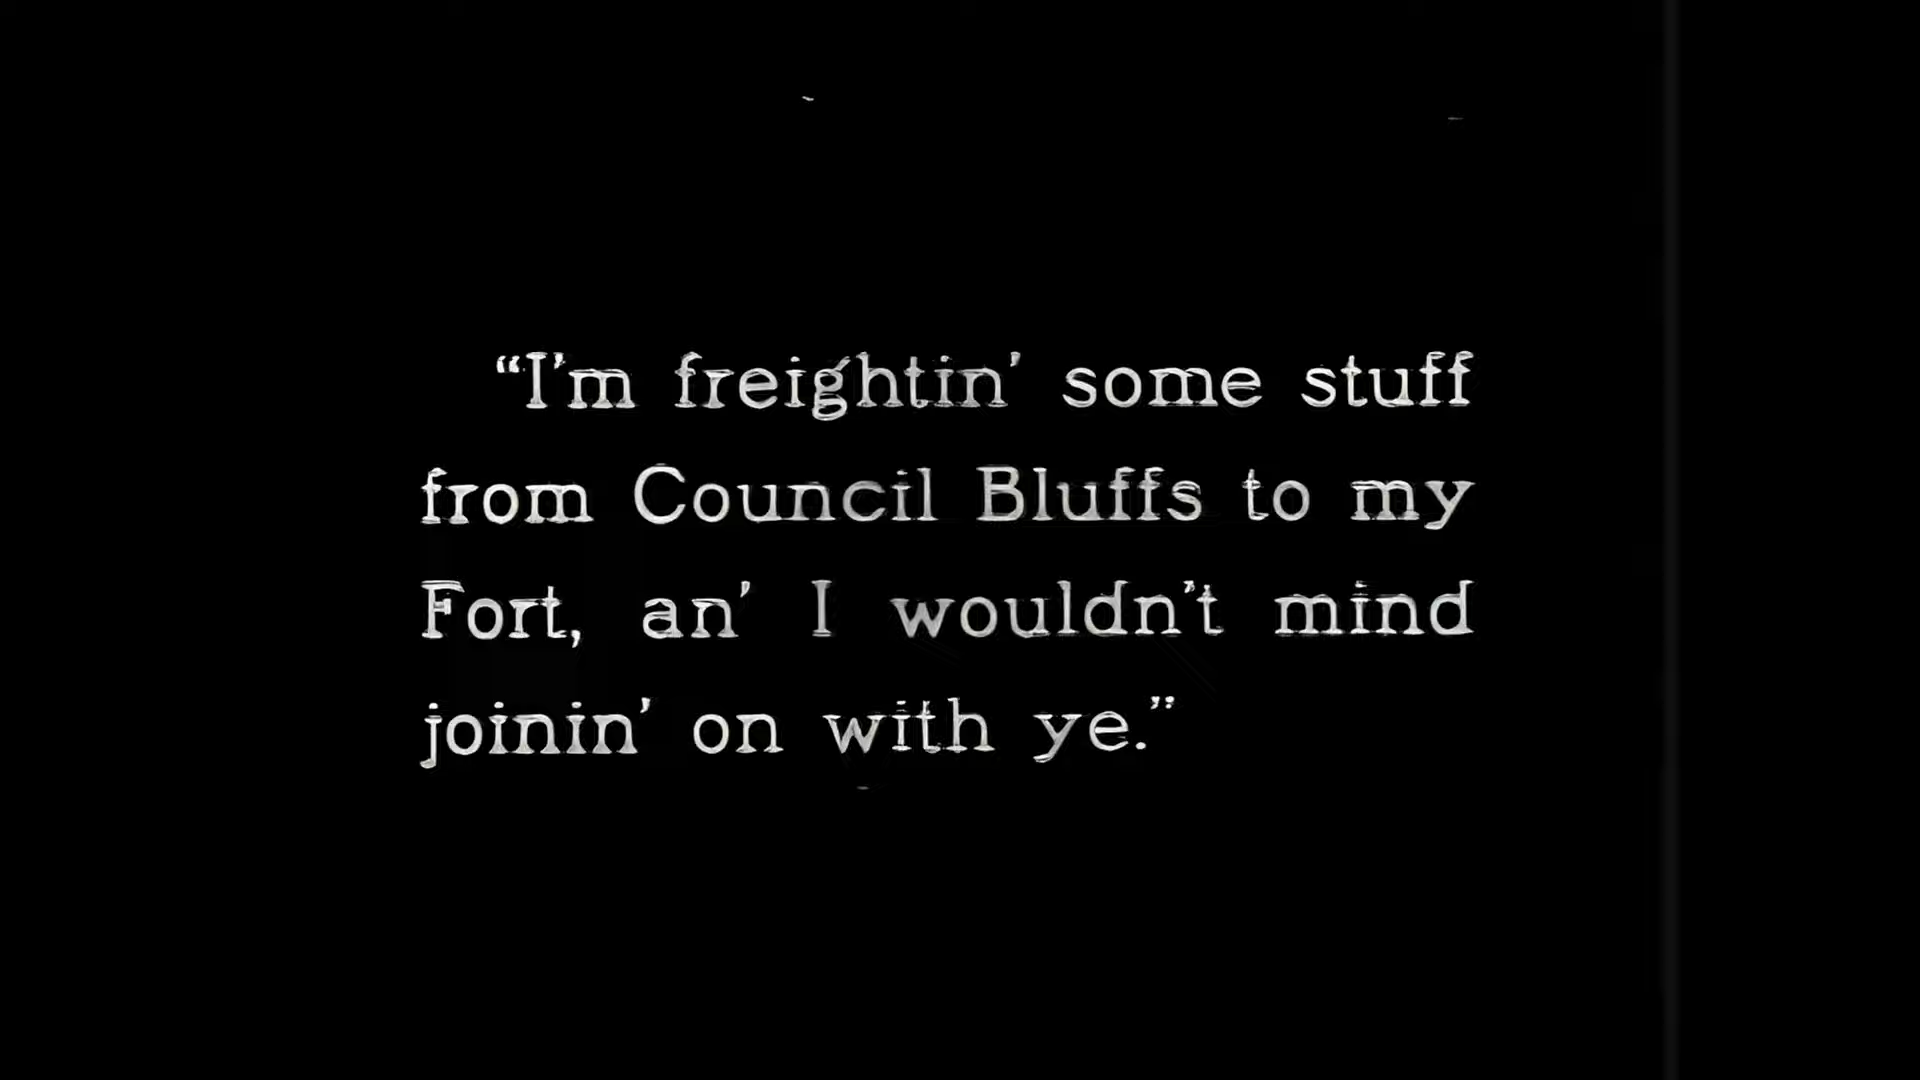 “I’m freightin’ some stuff
from Council Bluffs to my
Fort, an’ I wouldn’t mind
joinin’ on with ye.”